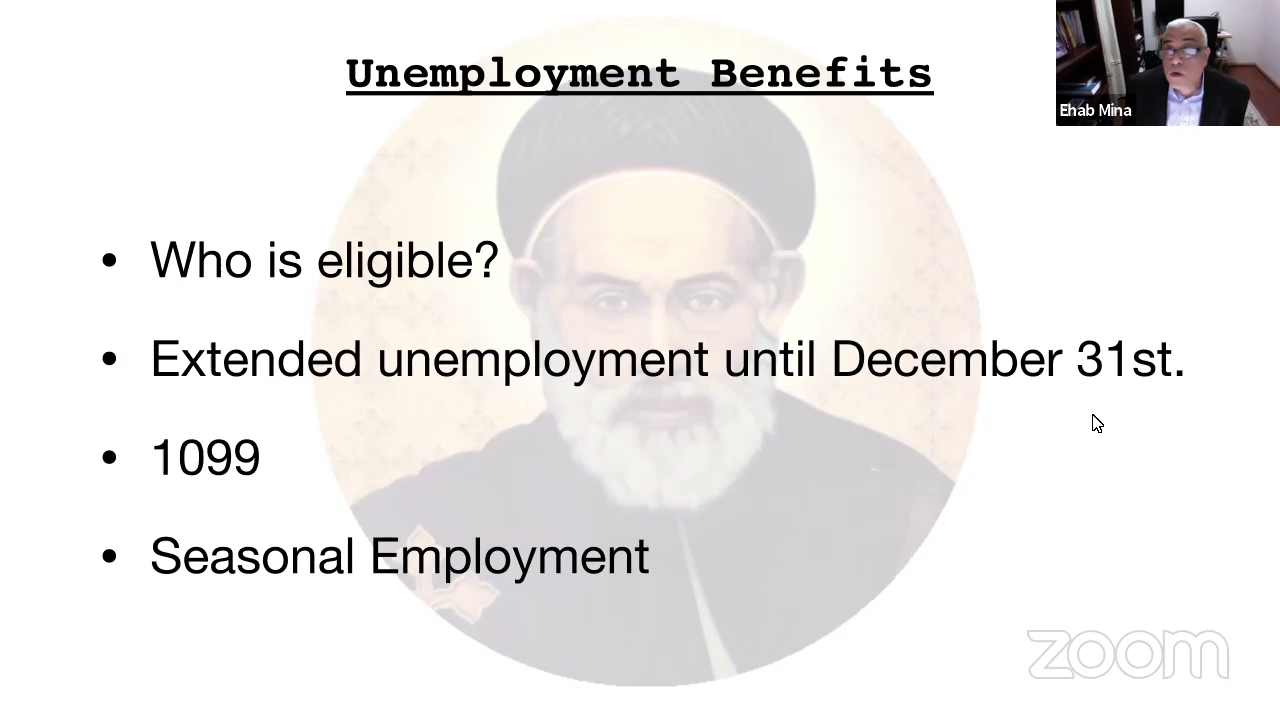 Unemployment Benefits
Ehab Mina
• Who is eligible?
• Extended unemployment until December 31st.
• 1099
• Seasonal Employment
zoom